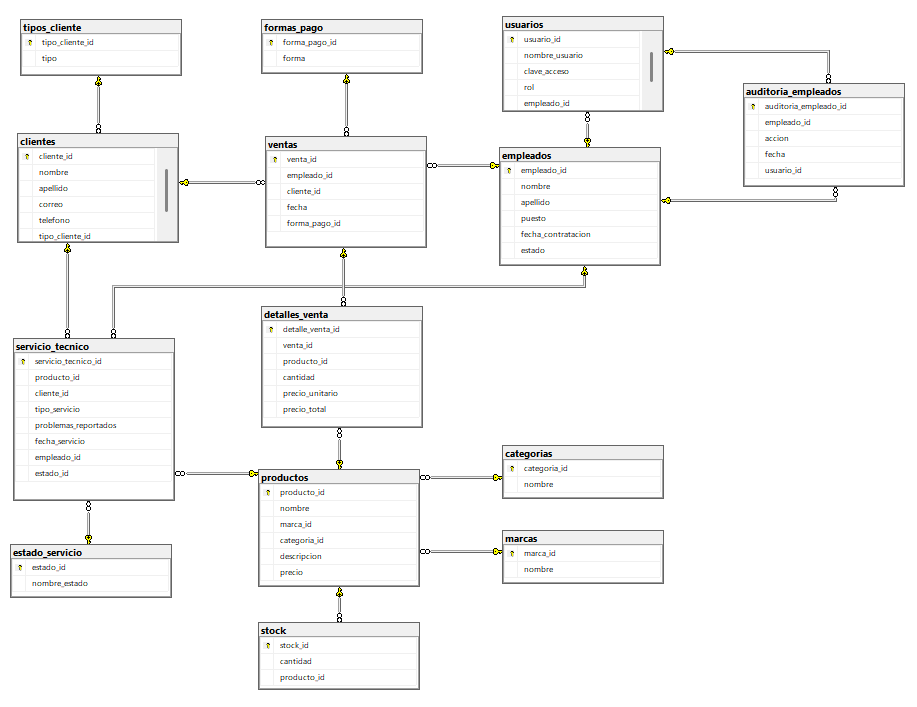 tipos_cliente
tipo_cliente_id
tipo
formas_pago
forma_pago_id
forma
usuarios
usuario_id
nombre_usuario
clave_acceso
rol
empleado_id
auditoria_empleados
auditoria_empleado_id
empleado_id
accion
fecha
usuario_id
clientes
cliente_id
nombre
apellido
correo
telefono
tipo_cliente_id
ventas
venta_id
empleado_id
cliente_id
fecha
forma_pago_id
empleados
empleado_id
nombre
apellido
puesto
fecha_contratacion
estado
detalles_venta
detalle_venta_id
venta_id
producto_id
cantidad
precio_unitario
precio_total
servicio_tecnico
servicio_tecnico_id
producto_id
cliente_id
tipo_servicio
problemas_reportados
fecha_servicio
empleado_id
estado_id
categorias
categoria_id
nombre
productos
producto_id
nombre
marca_id
categoria_id
descripcion
precio
marcas
marca_id
nombre
estado_servicio
estado_id
nombre_estado
stock
stock_id
cantidad
producto_id